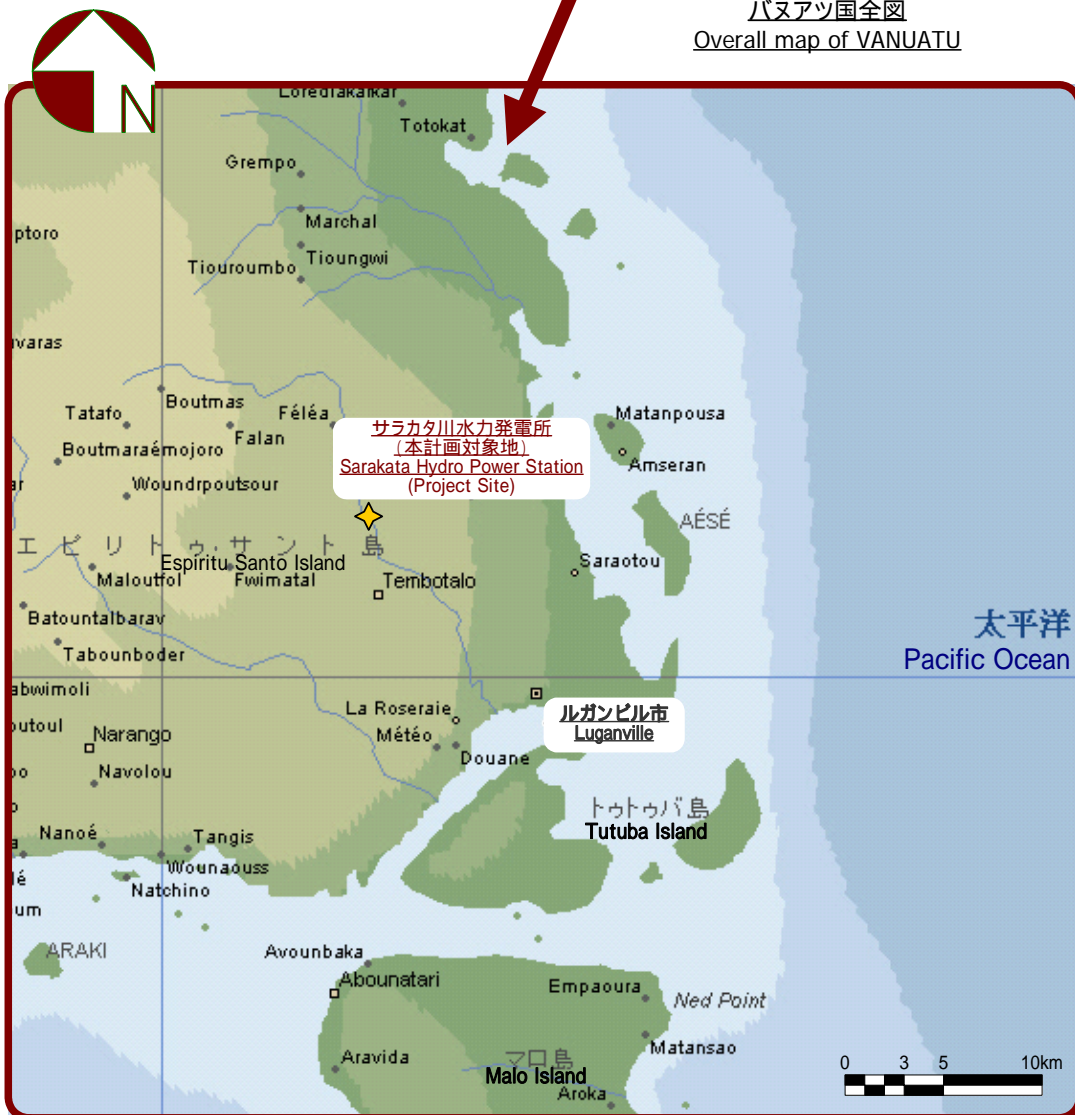 バヌアツ国全図
Overall map of VANUATU
N
Lorediakaikar
Totokat
Grempo
Marchal
ptoro
Tioungwi
Tiouroumbo
varas
Boutmas
Tatafo
Féléa
Falan
Matanpousa
サラカタ川水力発電所
(本計画対象地)
Sarakata Hydro Power Station
(Project Site)
Boutmaraémojoro
Amseran
ar
Woundrpoutsour
AÉSÉ
エピリトゥ・サント島
Espiritu Santo Island
Saraotou
Maloutfol
Fwimatal
Tembotalo
Batountalbarav
太平洋
Pacific Ocean
Tabounboder
abwimoli
La Roseraie
ルガンビル市
Luganville
outoul
Narango
Météo
Douane
oo
Navolou
トゥトゥバ島
Tutuba Island
Nanoé
Tangis
Wounaouss
lé
Natchino
um
ARAKI
Avounbaka
Abounatari
Empaoura
Ned Point
Matansao
Aravida
マロ島
Malo Island
Aroka
0 3 5 10km